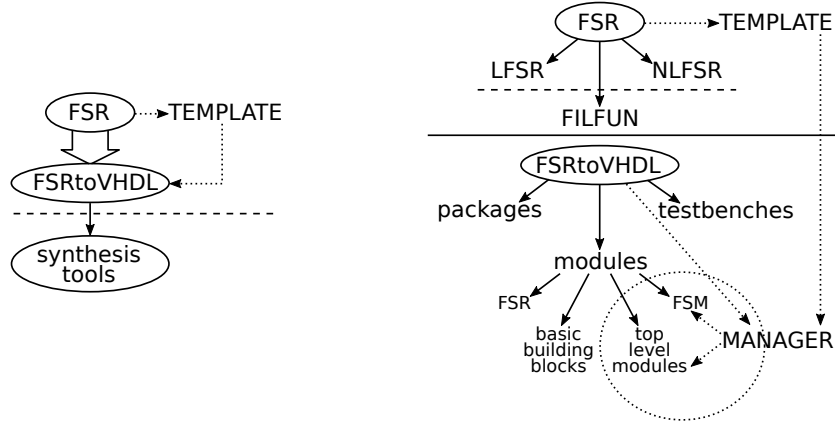 FSR
TEMPLATE
FSRtoVHDL
synthesis
tools
FSR
TEMPLATE
LFSR
NLFSR
FILFUN
FSRtoVHDL
packages
testbenches
modules
FSR
FSM
basic
building
blocks
top
level
modules
MANAGER